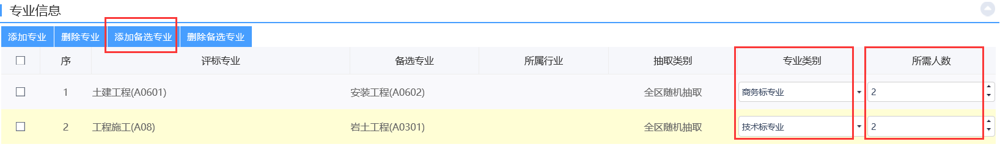 专业信息
添加专业 删除专业 添加备选专业 删除备选专业
序 评标专业 备选专业 所属行业 抽取类别 专业类别 所需人数
1 土建工程(A0601) 安装工程(A0602) 全区随机抽取 商务标专业 2
2 工程施工(A08) 岩土工程(A0301) 全区随机抽取 技术标专业 2